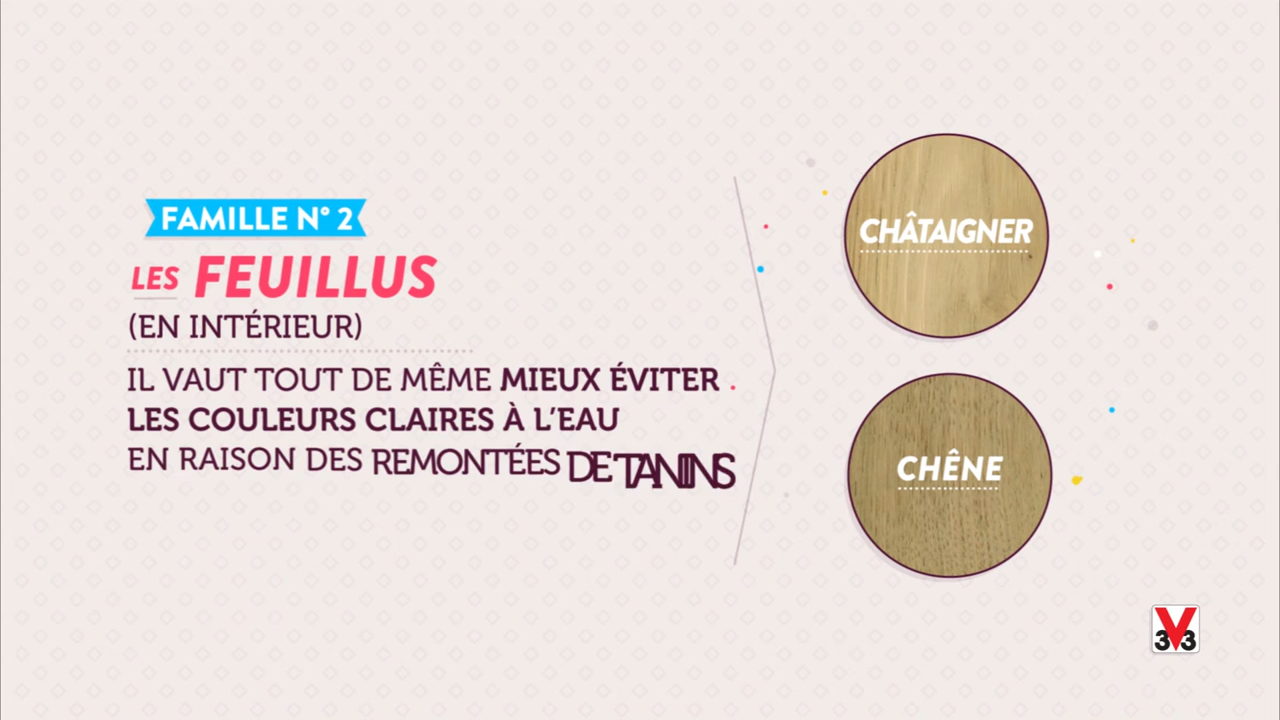 FAMILLE N° 2
LES FEUILLUS
(EN INTÉRIEUR)
IL VAUT TOUT DE MÊME MIEUX ÉVITER
LES COULEURS CLAIRES À L'EAU
EN RAISON DES REMONTÉES DE TANINS
CHÂTAIGNER
CHÊNE
3V3